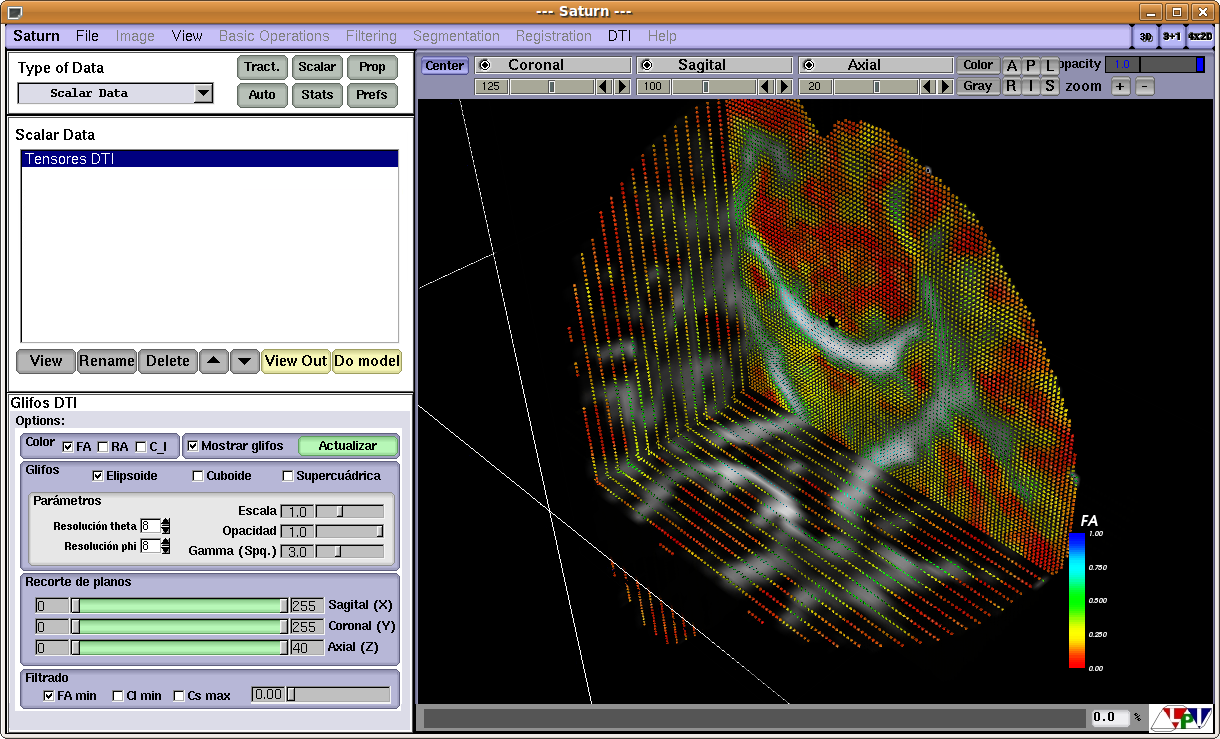 --- Saturn ---
Saturn File Image View Basic Operations Filtering Segmentation Registration DTI Help 3D 3+1 4x2D
Type of Data
Tract. Scalar Prop
Scalar Data
Auto Stats Prefs
Center Coronal Sagital Axial Color A P L opacity 1.0
125 100 20 Gray R I S zoom + -
Scalar Data
Tensores DTI
View Rename Delete View Out Do model
Glifos DTI
Options:
Color FA RA C_l Mostrar glifos Actualizar
Glifos
Elipsoide Cuboide Supercuádrica
Parámetros
Escala 1.0
Resolución theta 8
Opacidad 1.0
Resolución phi 8
Gamma (Spq.) 3.0
Recorte de planos
0 255 Sagital (X)
0 255 Coronal (Y)
0 40 Axial (Z)
Filtrado
FA min Cl min Cs max 0.00
FA
1.00
0.750
0.500
0.250
0.00
0.0 %
LPI